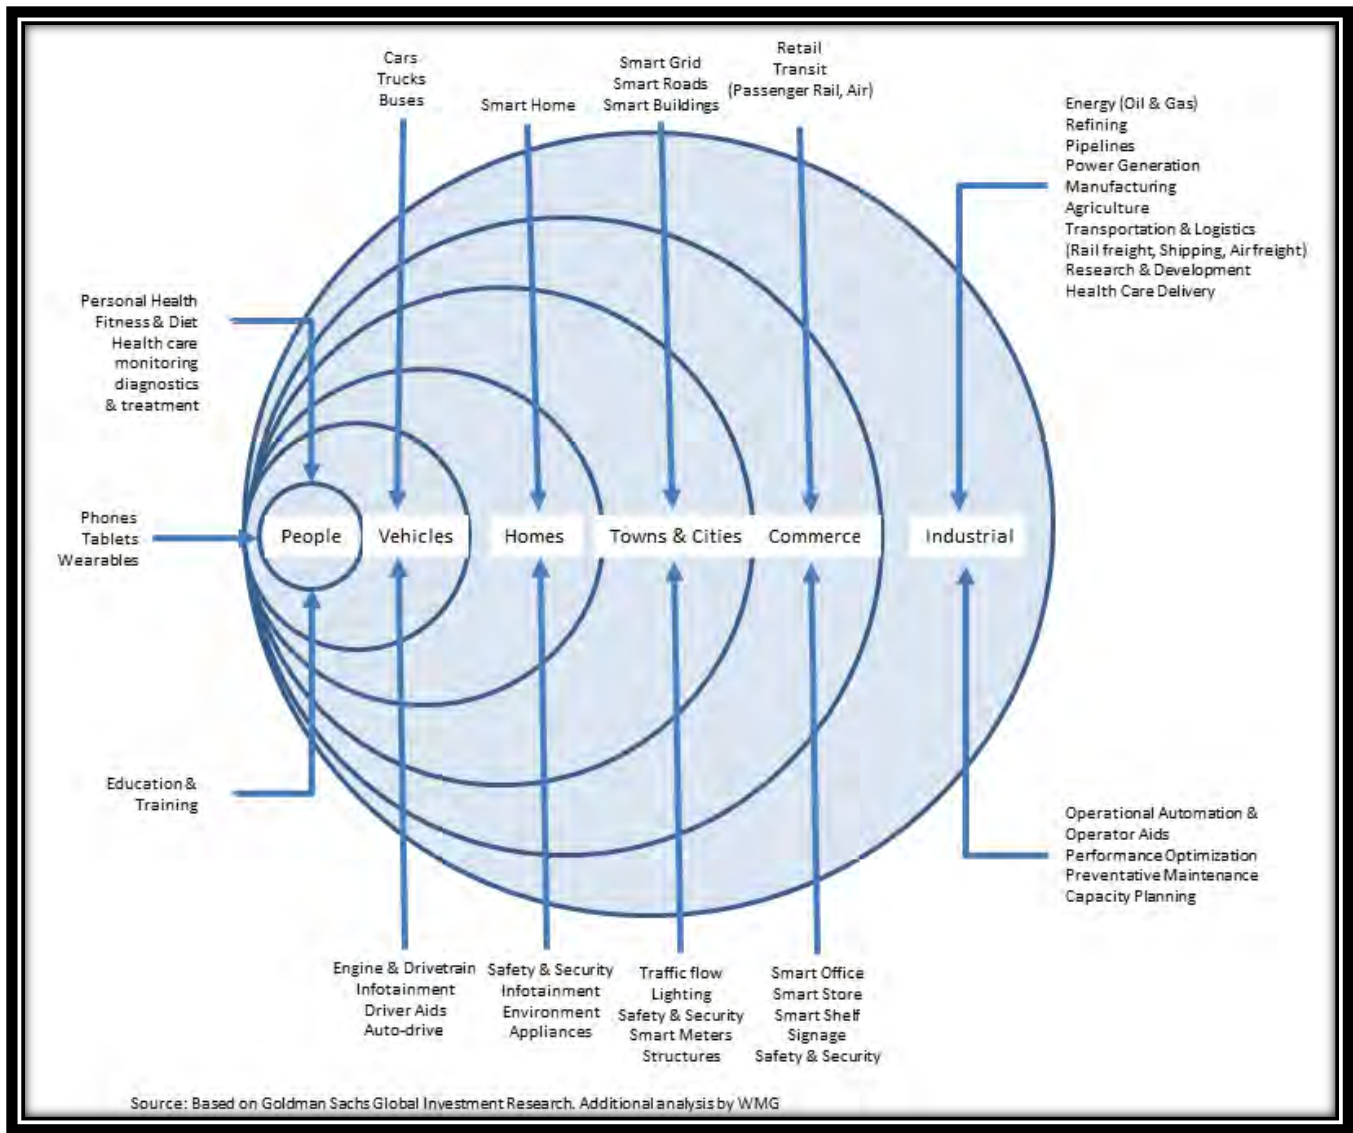 Cars
Trucks
Buses
Smart Home
Smart Grid
Smart Roads
Smart Buildings
Retail
Transit
(Passenger Rail, Air)
Energy (Oil & Gas)
Refining
Pipelines
Power Generation
Manufacturing
Agriculture
Transportation & Logistics
(Rail freight, Shipping, Airfreight)
Research & Development
Health Care Delivery
Personal Health
Fitness & Diet
Health care
monitoring
diagnostics
& treatment
Phones
Tablets
Wearables
People
Vehicles
Homes
Towns & Cities
Commerce
Industrial
Education &
Training
Operational Automation &
Operator Aids
Performance Optimization
Preventative Maintenance
Capacity Planning
Engine & Drivetrain
Infotainment
Driver Aids
Auto-drive
Safety & Security
Infotainment
Environment
Appliances
Traffic flow
Lighting
Safety & Security
Smart Meters
Structures
Smart Office
Smart Store
Smart Shelf
Signage
Safety & Security
Source: Based on Goldman Sachs Global Investment Research. Additional analysis by WMG